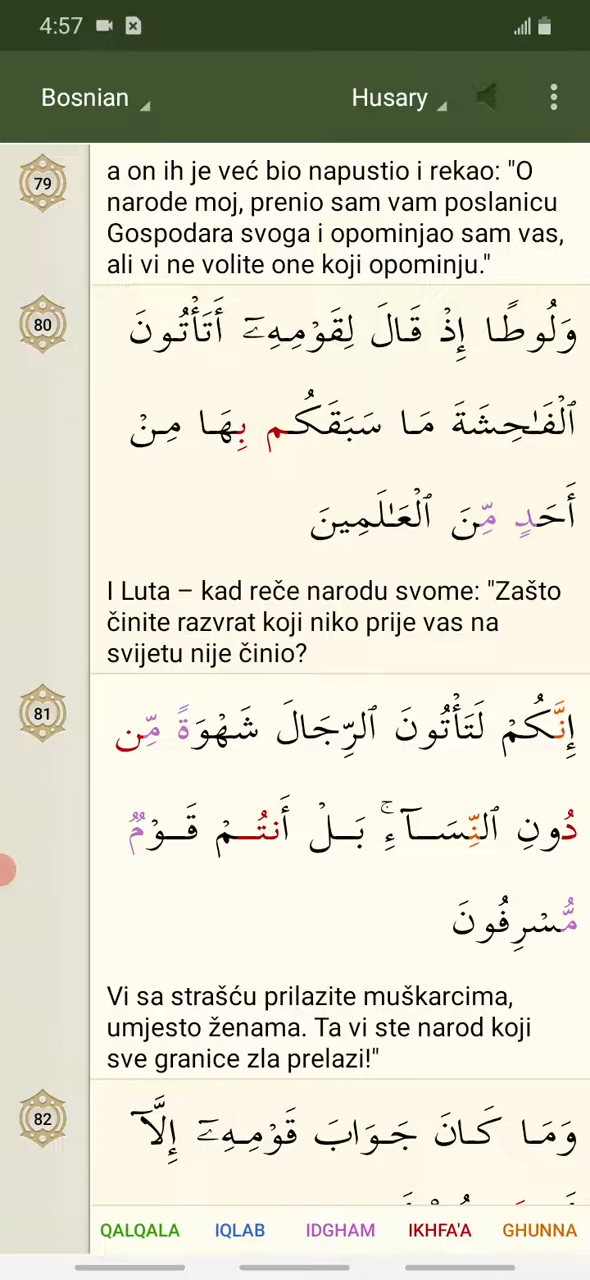 4:57
Bosnian
Husary
79
a on ih je već bio napustio i rekao: "O
narode moj, prenio sam vam poslanicu
Gospodara svoga i opominjao sam vas,
ali vi ne volite one koji opominju."
80
وَلُوطًا إِذْ قَالَ لِقَوْمِهِۦٓ أَتَأْتُونَ
ٱلْفَـٰحِشَةَ مَا سَبَقَكُم بِهَا مِنْ
أَحَدٍ مِّنَ ٱلْعَـٰلَمِينَ
I Luta – kad reče narodu svome: "Zašto
činite razvrat koji niko prije vas na
svijetu nije činio?
81
إِنَّكُمْ لَتَأْتُونَ ٱلرِّجَالَ شَهْوَةً مِّن
دُونِ ٱلنِّسَآءِ ۚ بَلْ أَنتُمْ قَوْمٌ
مُّسْرِفُونَ
Vi sa strašću prilazite muškarcima,
umjesto ženama. Ta vi ste narod koji
sve granice zla prelazi!"
82
وَمَا كَانَ جَوَابَ قَوْمِهِۦٓ إِلَّآ
QALQALA IQLAB IDGHAM IKHFA'A GHUNNA